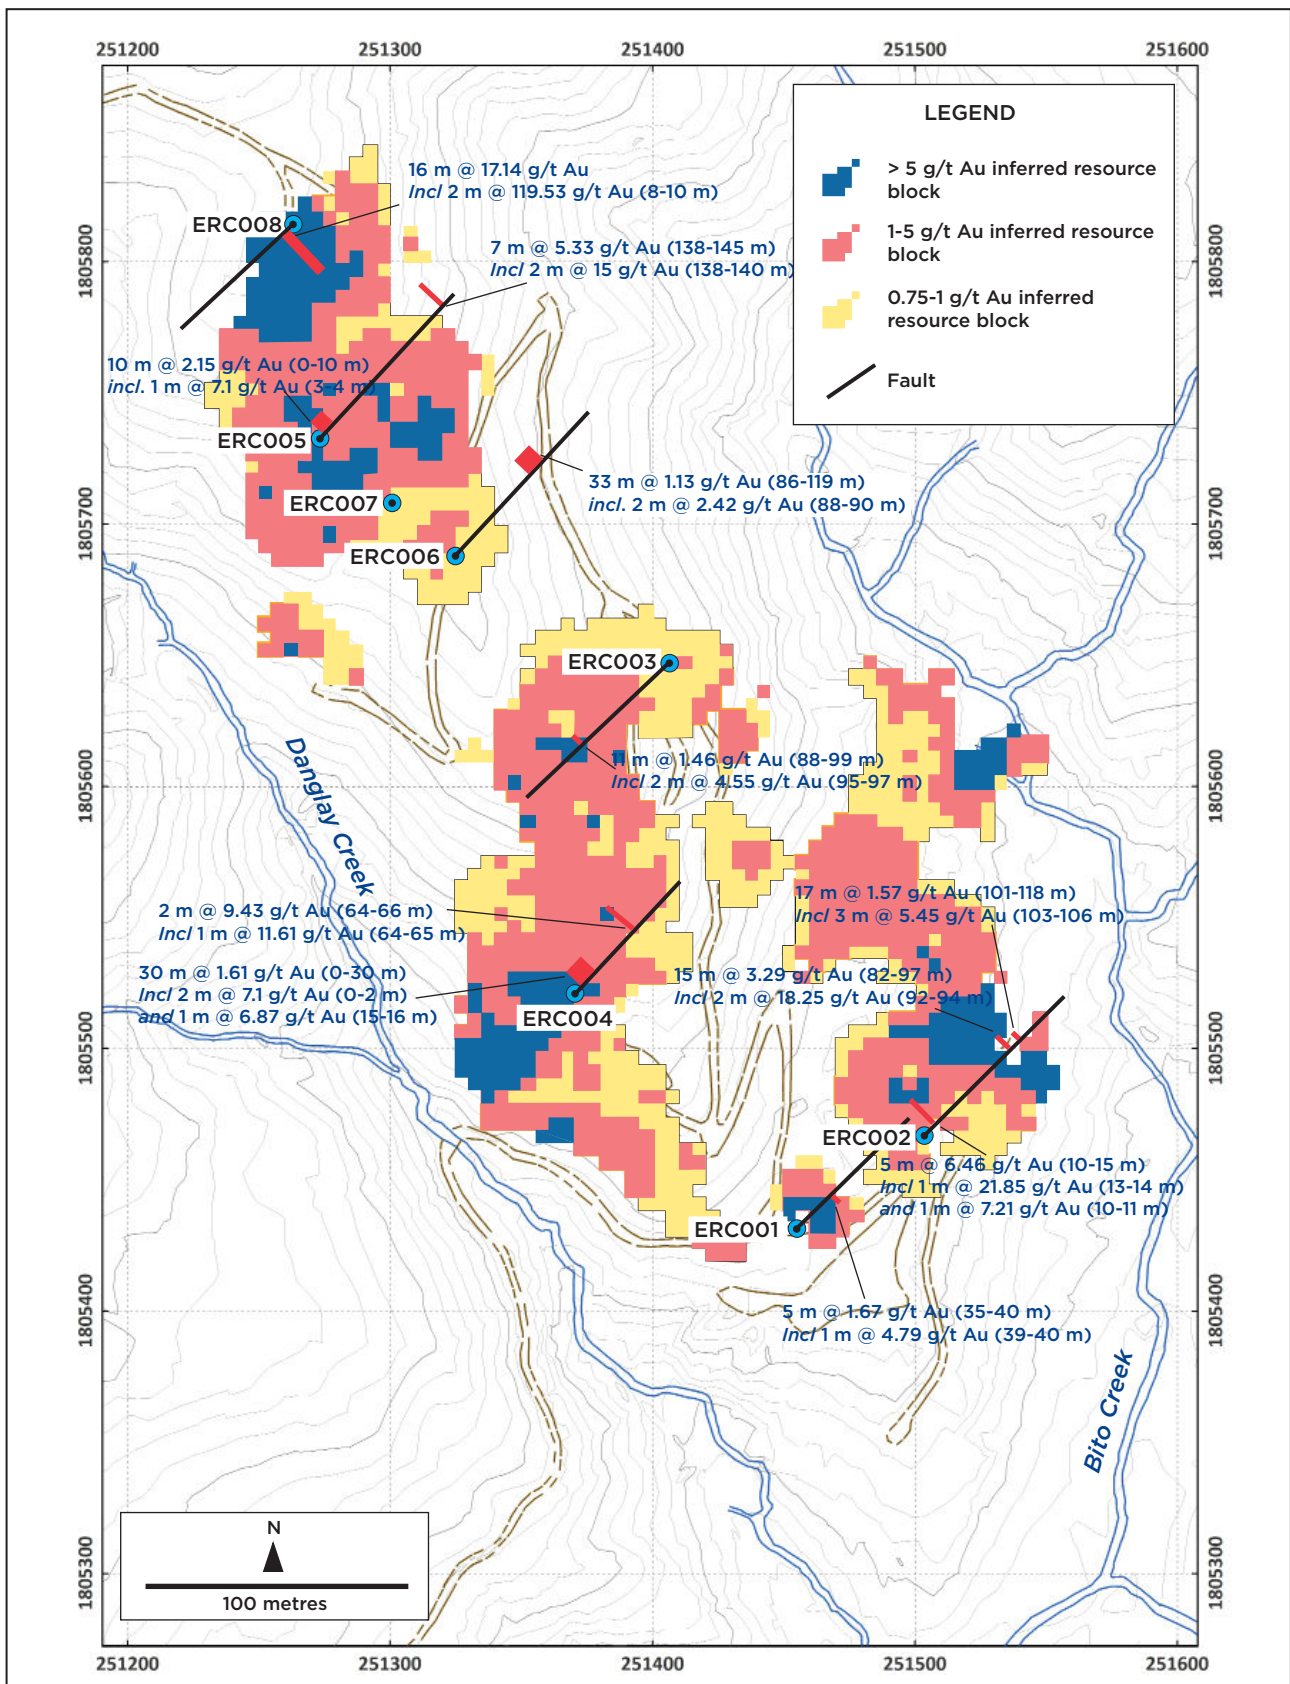 251200 251300 251400 251500 251600
LEGEND
> 5 g/t Au inferred resource
block
1-5 g/t Au inferred resource
block
0.75-1 g/t Au inferred
resource block
Fault
16 m @ 17.14 g/t Au
Incl 2 m @ 119.53 g/t Au (8-10 m)
ERC008
7 m @ 5.33 g/t Au (138-145 m)
Incl 2 m @ 15 g/t Au (138-140 m)
1805800
1805800
10 m @ 2.15 g/t Au (0-10 m)
incl. 1 m @ 7.1 g/t Au (3-4 m)
ERC005
33 m @ 1.13 g/t Au (86-119 m)
incl. 2 m @ 2.42 g/t Au (88-90 m)
ERC007
1805700
1805700
ERC006
ERC003
11 m @ 1.46 g/t Au (88-99 m)
Incl 2 m @ 4.55 g/t Au (95-97 m)
1805600
1805600
Danglay Creek
2 m @ 9.43 g/t Au (64-66 m)
Incl 1 m @ 11.61 g/t Au (64-65 m)
17 m @ 1.57 g/t Au (101-118 m)
Incl 3 m @ 5.45 g/t Au (103-106 m)
30 m @ 1.61 g/t Au (0-30 m)
Incl 2 m @ 7.1 g/t Au (0-2 m)
and 1 m @ 6.87 g/t Au (15-16 m)
15 m @ 3.29 g/t Au (82-97 m)
Incl 2 m @ 18.25 g/t Au (92-94 m)
ERC004
1805500
1805500
ERC002
5 m @ 6.46 g/t Au (10-15 m)
Incl 1 m @ 21.85 g/t Au (13-14 m)
and 1 m @ 7.21 g/t Au (10-11 m)
ERC001
5 m @ 1.67 g/t Au (35-40 m)
Incl 1 m @ 4.79 g/t Au (39-40 m)
1805400
1805400
Bito Creek
N
100 metres
1805300
1805300
251200 251300 251400 251500 251600